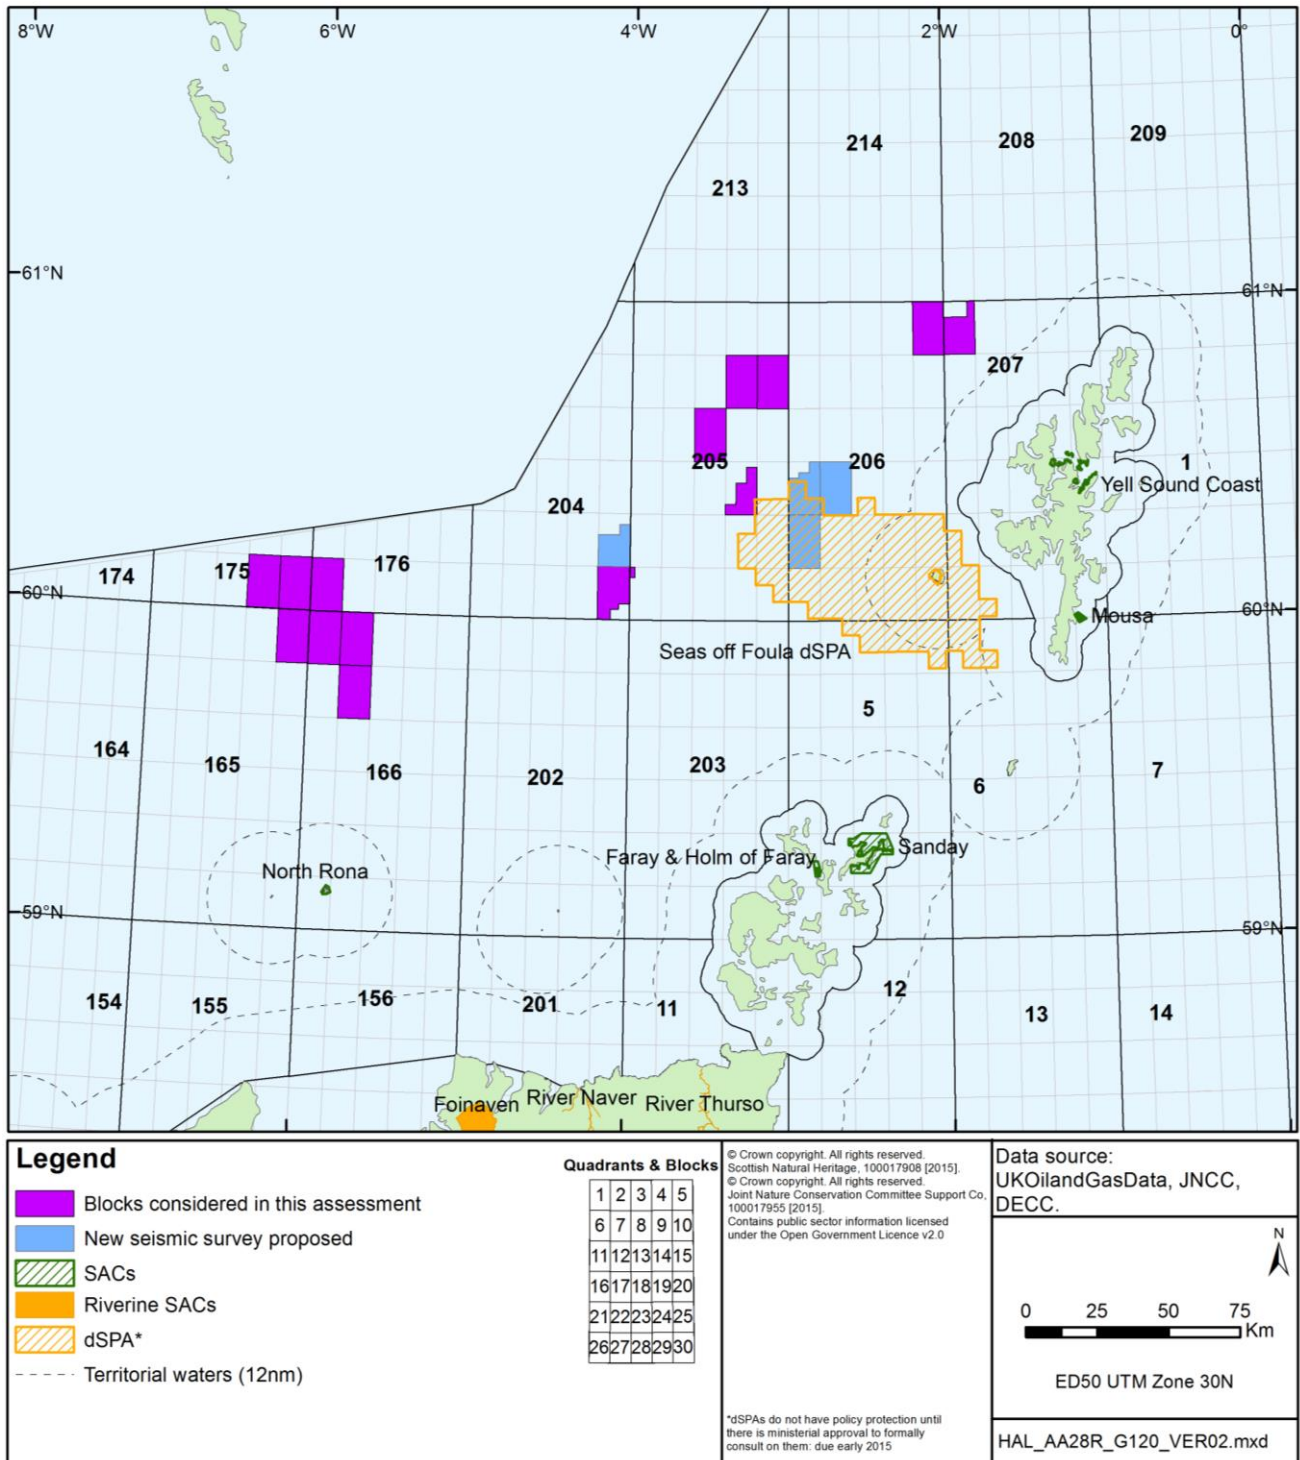 8°W 6°W 4°W 2°W 0°
214 208 209
213
61°N 61°N
207
205 206 1
Yell Sound Coast
204
176
174 175
60°N 60°N
Mousa
Seas off Foula dSPA
5
164 165 166 202 203 6 7
Faray & Holm of Faray Sanday
North Rona
59°N 59°N
154 155 156 201 11 12 13 14
Foinaven River Naver River Thurso
Legend
Blocks considered in this assessment
New seismic survey proposed
SACs
Riverine SACs
dSPA*
Territorial waters (12nm)
Quadrants & Blocks
1 2 3 4 5
6 7 8 9 10
11 12 13 14 15
16 17 18 19 20
21 22 23 24 25
26 27 28 29 30
© Crown copyright. All rights reserved.
Scottish Natural Heritage, 100017908 [2015].
© Crown copyright. All rights reserved.
Joint Nature Conservation Committee Support Co,
100017955 [2015].
Contains public sector information licensed
under the Open Government Licence v2.0
*dSPAs do not have policy protection until
there is ministerial approval to formally
consult on them: due early 2015
Data source:
UKOilandGasData, JNCC,
DECC.
N
0 25 50 75
Km
ED50 UTM Zone 30N
HAL_AA28R_G120_VER02.mxd